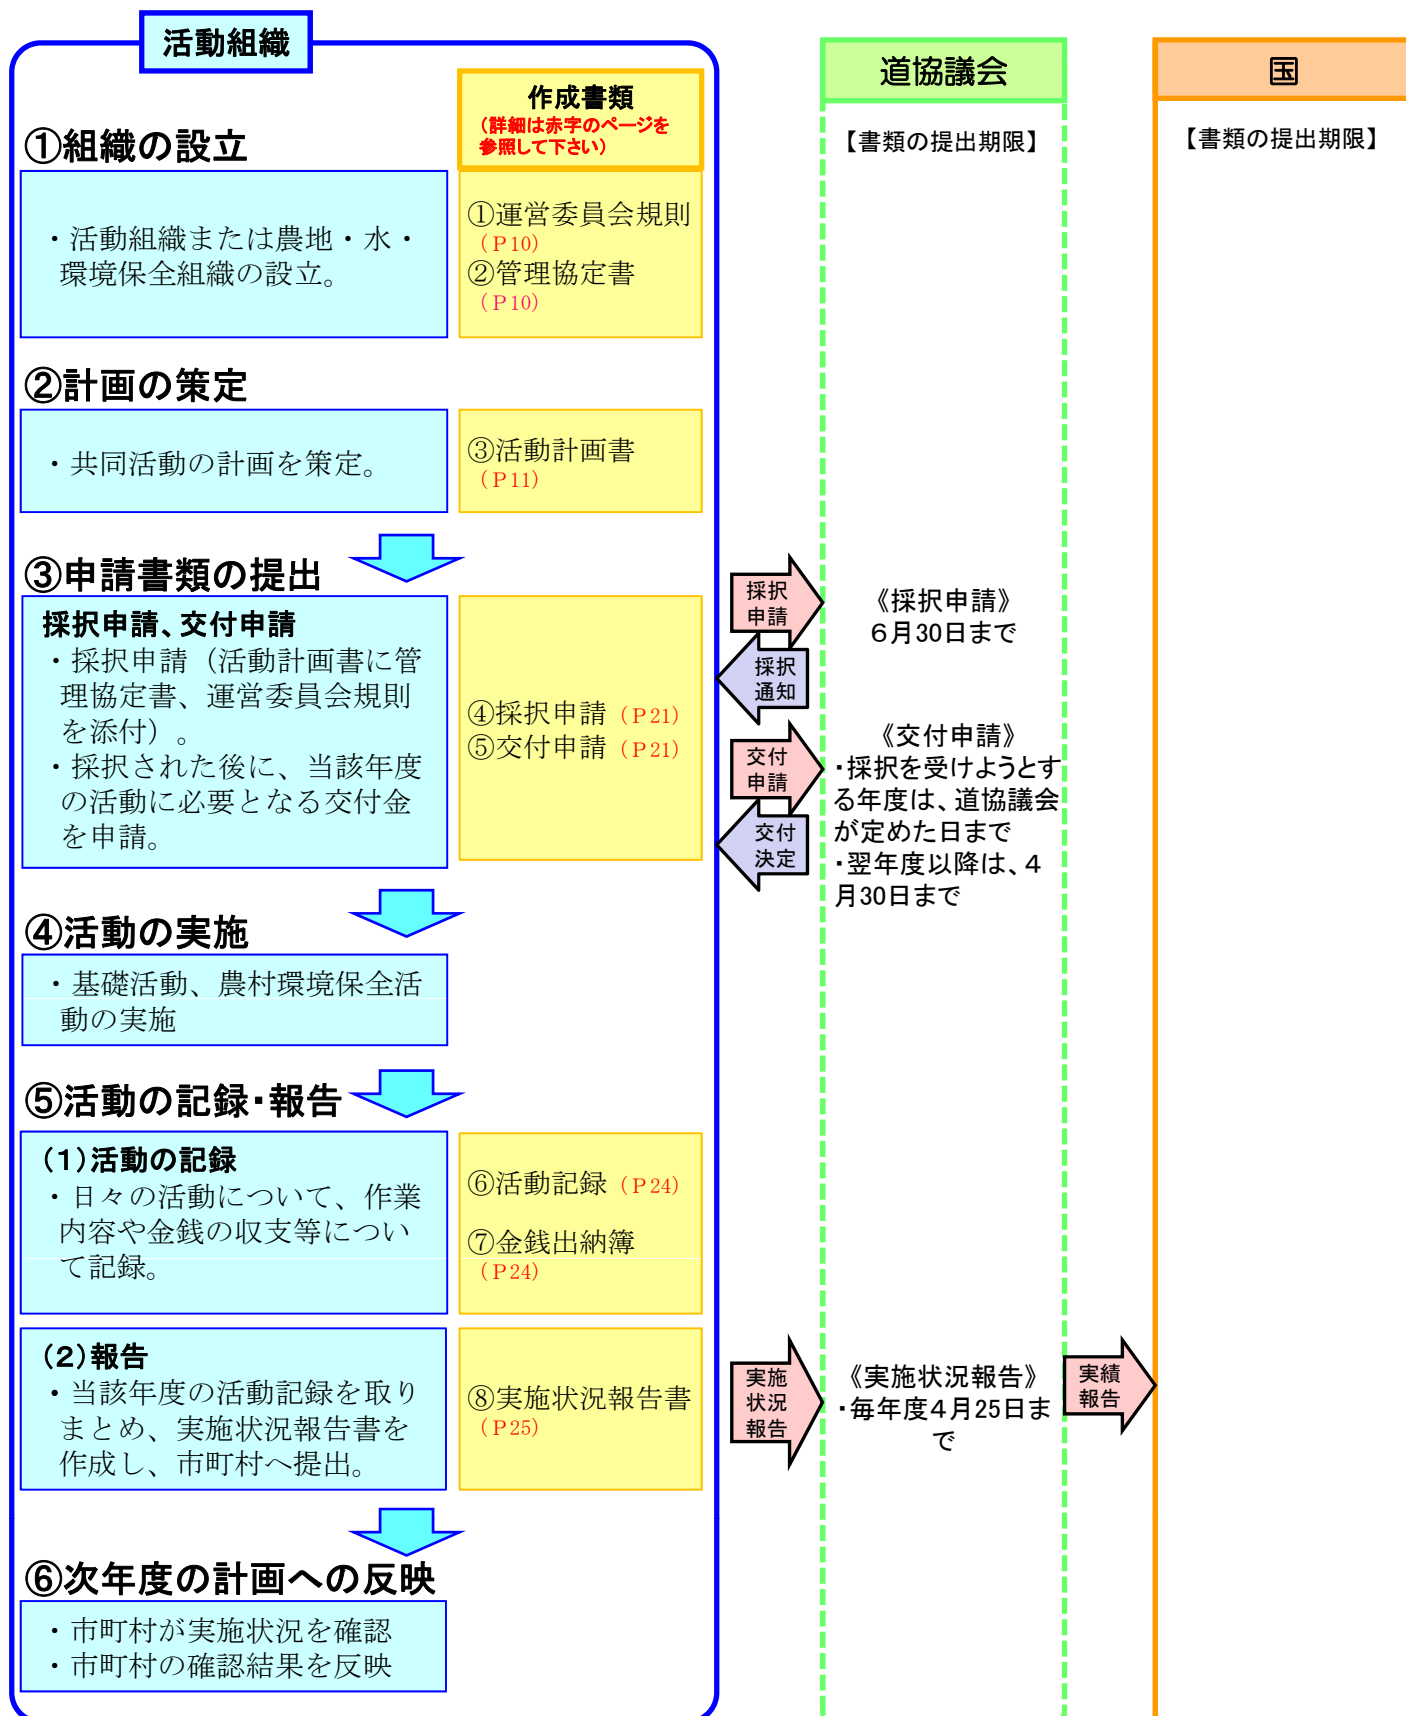 活動組織
作成書類
（詳細は赤字のページを
参照して下さい）
①組織の設立
・活動組織または農地・水・
環境保全組織の設立。
①運営委員会規則
（Ｐ10）
②管理協定書
（Ｐ10）
②計画の策定
・共同活動の計画を策定。
③活動計画書
（Ｐ11）
③申請書類の提出
採択申請、交付申請
・採択申請（活動計画書に管
理協定書、運営委員会規則
を添付）。
・採択された後に、当該年度
の活動に必要となる交付金
を申請。
④採択申請（Ｐ21）
⑤交付申請（Ｐ21）
④活動の実施
・基礎活動、農村環境保全活
動の実施
⑤活動の記録・報告
（１）活動の記録
・日々の活動について、作業
内容や金銭の収支等につい
て記録。
⑥活動記録（Ｐ24）
⑦金銭出納簿
（Ｐ24）
（２）報告
・当該年度の活動記録を取り
まとめ、実施状況報告書を
作成し、市町村へ提出。
⑧実施状況報告書
（Ｐ25）
⑥次年度の計画への反映
・市町村が実施状況を確認
・市町村の確認結果を反映
採択
申請
採択
通知
交付
申請
交付
決定
実施
状況
報告
道協議会
【書類の提出期限】
《採択申請》
６月30日まで
《交付申請》
・採択を受けようとす
る年度は、道協議会
が定めた日まで
・翌年度以降は、４
月30日まで
《実施状況報告》
・毎年度４月25日ま
で
実績
報告
国
【書類の提出期限】